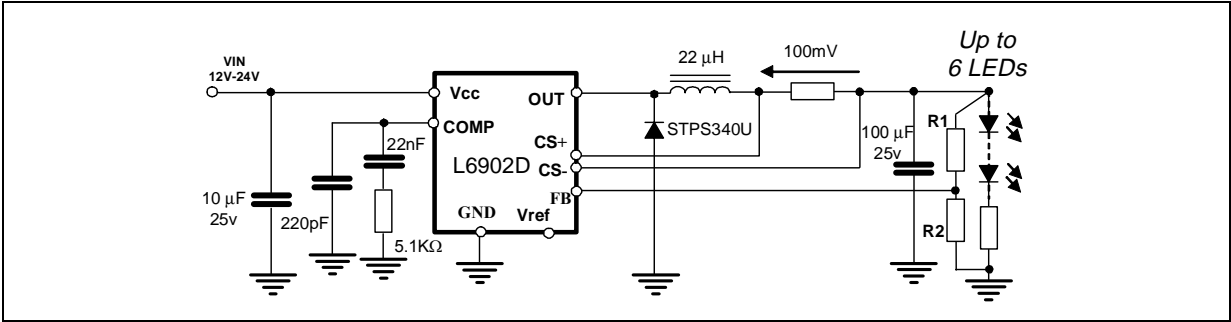 VIN
12V-24V
10 μF
25v
220pF
22nF
5.1KΩ
Vcc
COMP
L6902D
GND
Vref
OUT
CS+
CS-
FB
STPS340U
22 μH
100mV
100 μF
25v
R1
R2
Up to
6 LEDs